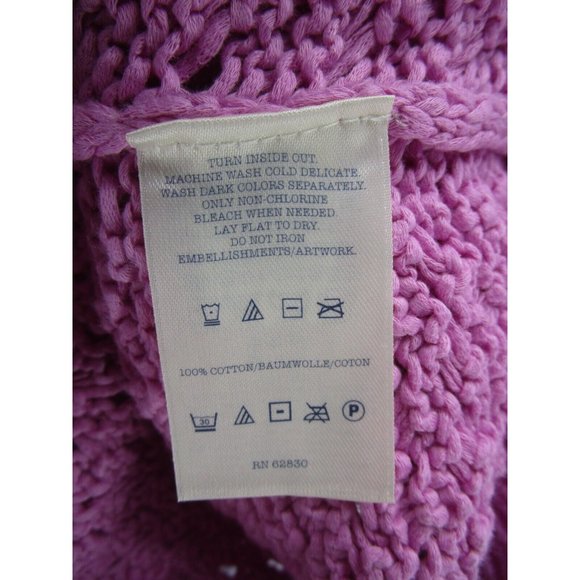 TURN INSIDE OUT.
MACHINE WASH COLD DELICATE.
WASH DARK COLORS SEPARATELY.
ONLY NON-CHLORINE
BLEACH WHEN NEEDED.
LAY FLAT TO DRY.
DO NOT IRON
EMBELLISHMENTS/ARTWORK.
100% COTTON/BAUMWOLLE/COTON
30 P
RN 62830